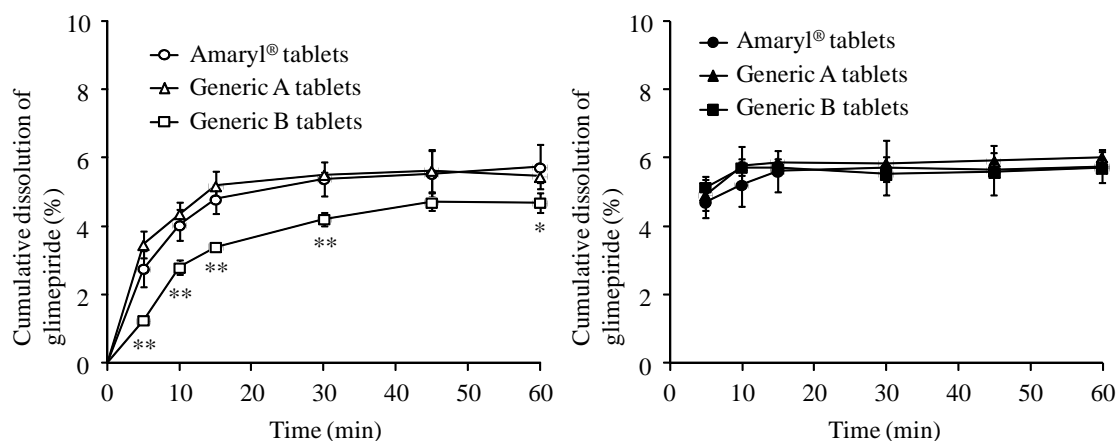 10
8
6
4
2
0
Cumulative dissolution of
glimepiride (%)
Amaryl® tablets
Generic A tablets
Generic B tablets
**
**
**
**
*
0 10 20 30 40 50 60
Time (min)
10
8
6
4
2
0
Cumulative dissolution of
glimepiride (%)
Amaryl® tablets
Generic A tablets
Generic B tablets
0 10 20 30 40 50 60
Time (min)